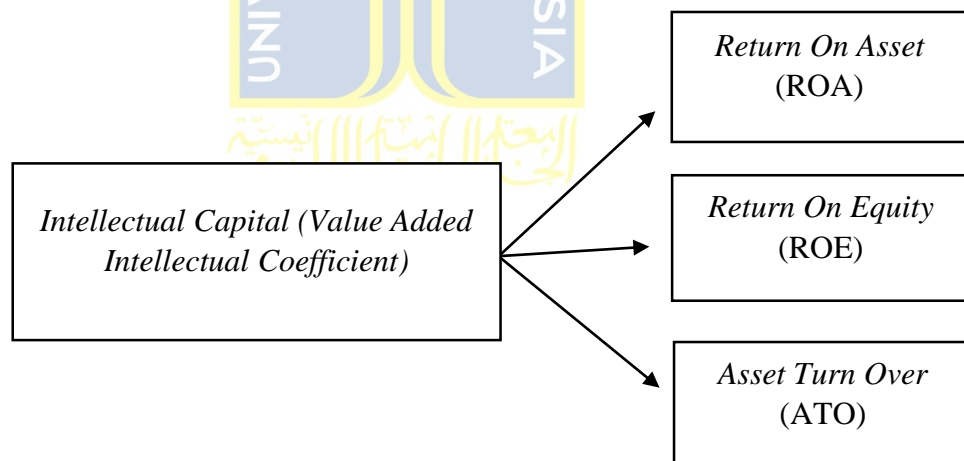 Return On Asset
(ROA)
Intellectual Capital (Value Added
Intellectual Coefficient)
Return On Equity
(ROE)
Asset Turn Over
(ATO)